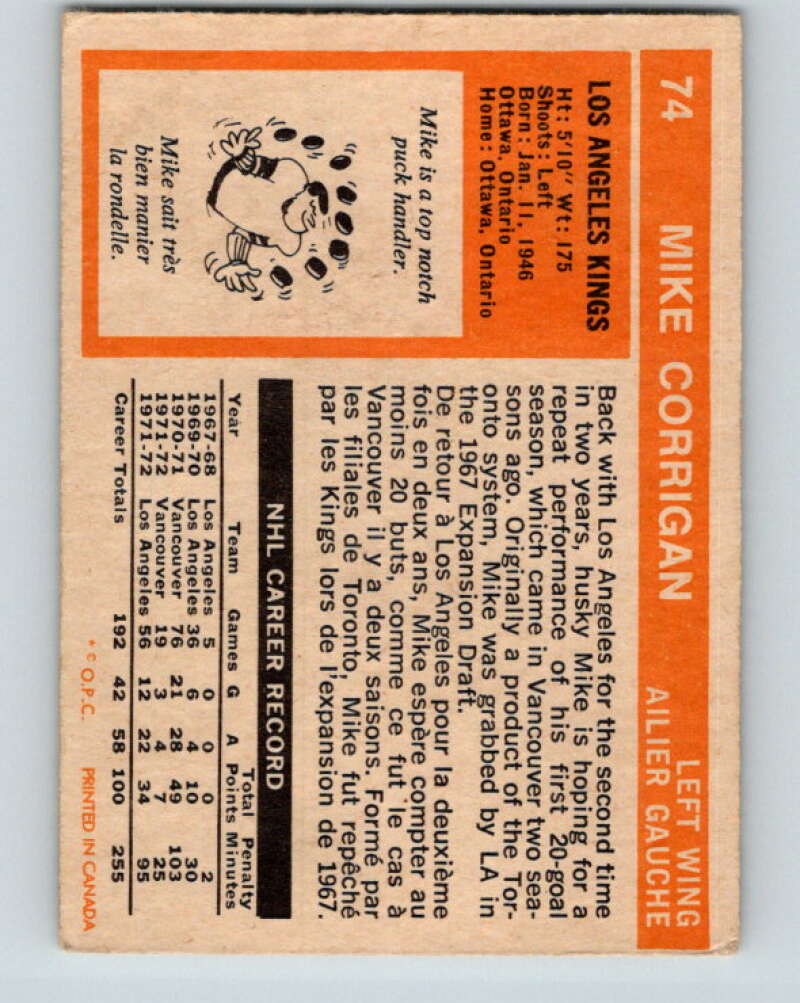 74 MIKE CORRIGAN LEFT WING
AILIER GAUCHE
LOS ANGELES KINGS
Ht: 5'10" Wt: 175
Shoots: Left
Born: Jan. 11, 1946
Ottawa, Ontario
Home: Ottawa, Ontario
Mike is a top notch
puck handler.
Mike sait très
bien manier
la rondelle.
Back with Los Angeles for the second time
in two years, husky Mike is hoping for a
repeat performance of his first 20-goal
season, which came in Vancouver two sea-
sons ago. Originally a product of the Tor-
onto system, Mike was grabbed by LA in
the 1967 Expansion Draft.
De retour à Los Angeles pour la deuxième
fois en deux ans, Mike espère compter au
moins 20 buts, comme ce fut le cas à
Vancouver il y a deux saisons. Formé par
les filiales de Toronto, Mike fut repêché
par les Kings lors de l'expansion de 1967.
NHL CAREER RECORD
Total Penalty
Year Team Games G A Points Minutes
1967-68 Los Angeles 5 0 0 0 2
1969-70 Los Angeles 36 6 4 10 30
1970-71 Vancouver 76 21 28 49 103
1971-72 Vancouver 19 3 4 7 25
1971-72 Los Angeles 56 12 22 34 95
Career Totals 192 42 58 100 255
* © O.P.C. PRINTED IN CANADA